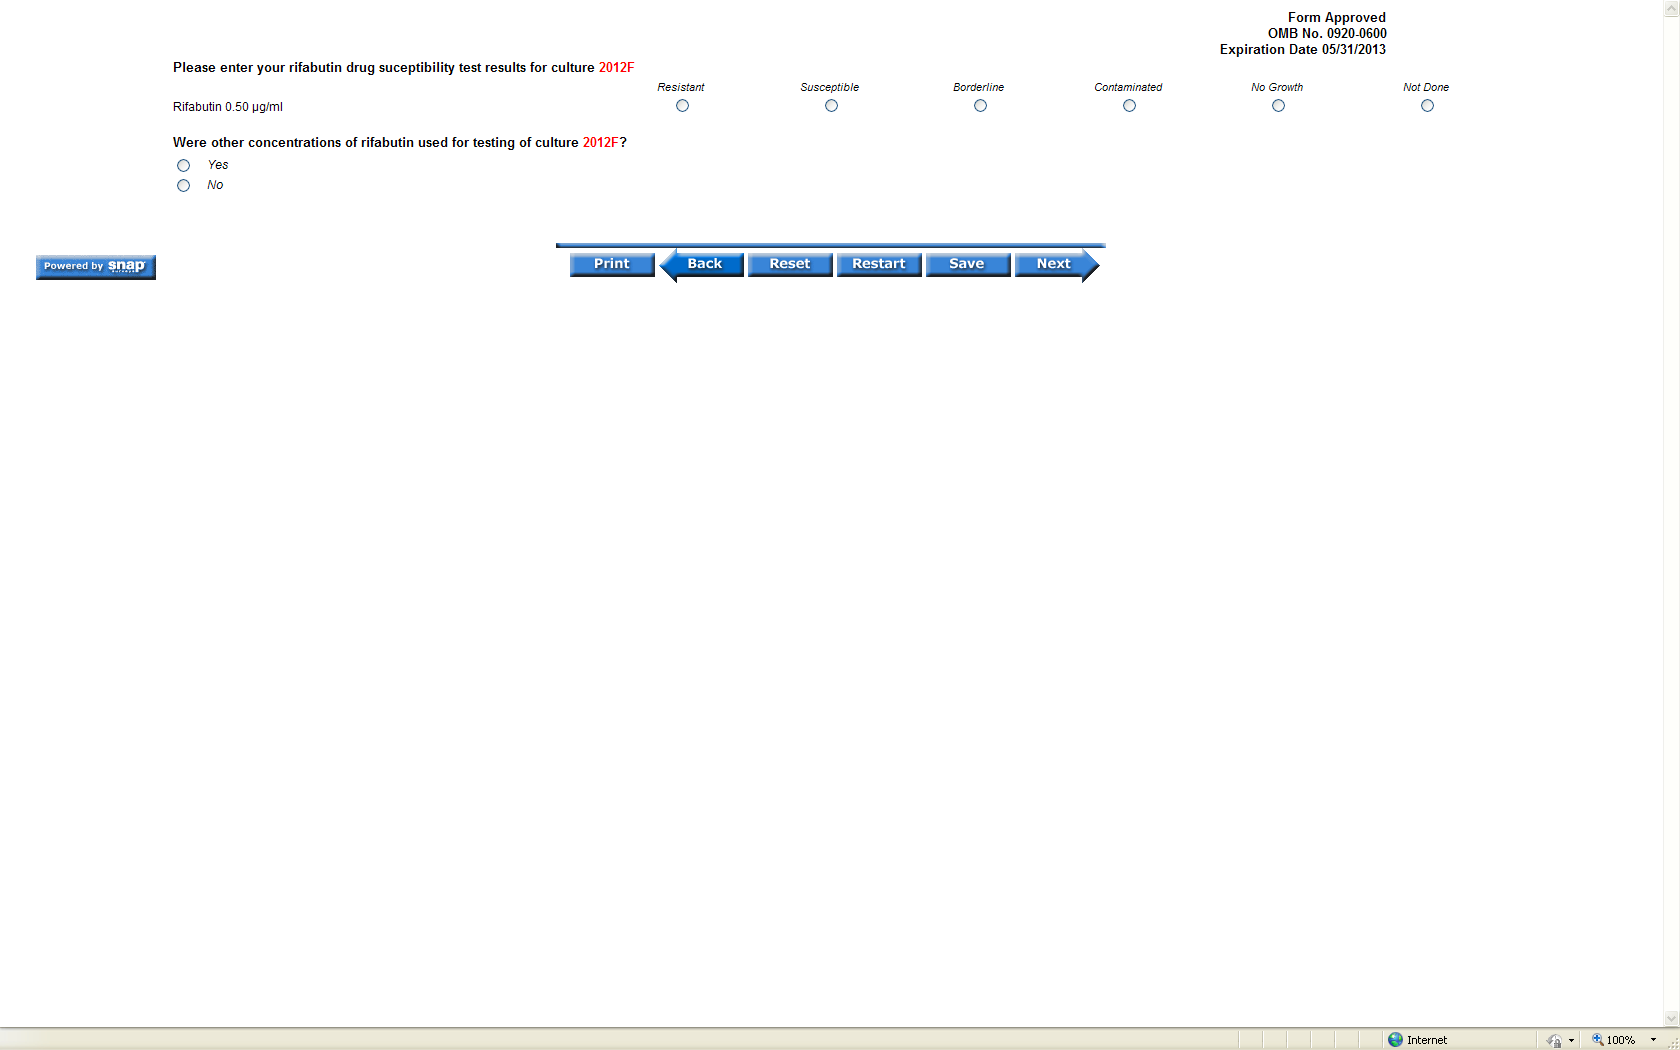 Form Approved
OMB No. 0920-0600
Expiration Date 05/31/2013
Please enter your rifabutin drug suceptibility test results for culture 2012F
Resistant Susceptible Borderline Contaminated No Growth Not Done
Rifabutin 0.50 µg/ml
Were other concentrations of rifabutin used for testing of culture 2012F?
Yes
No
Powered by snap surveys
Print Back Reset Restart Save Next
Internet 100%